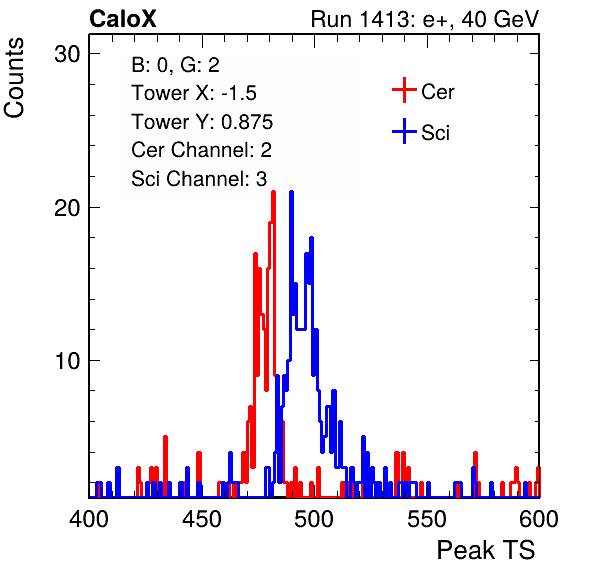 CaloX Run 1413: e+, 40 GeV
Counts
B: 0, G: 2
Tower X: -1.5
Tower Y: 0.875
Cer Channel: 2
Sci Channel: 3
Cer
Sci
30
20
10
400 450 500 550 600
Peak TS